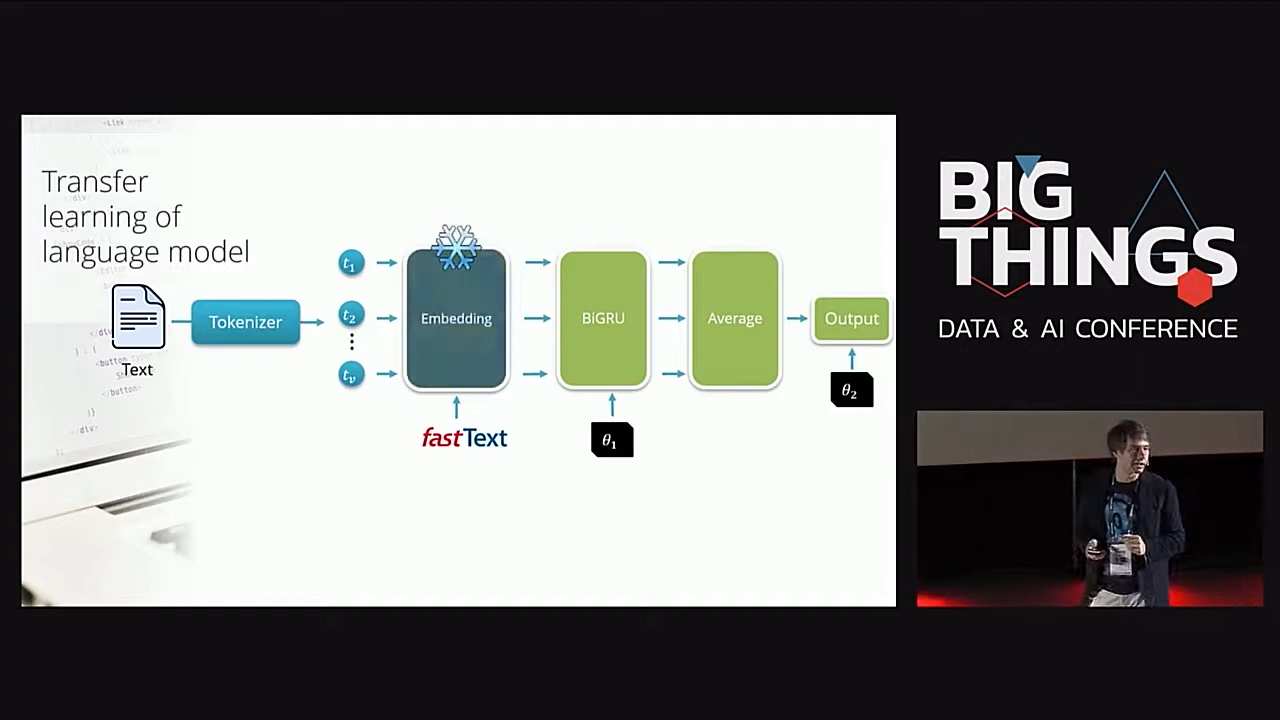 Transfer
learning of
language model
Text
Tokenizer
t₁
t₂
tᵥ
Embedding
fastText
BiGRU
θ₁
Average
Output
θ₂
BIG
THINGS
DATA & AI CONFERENCE